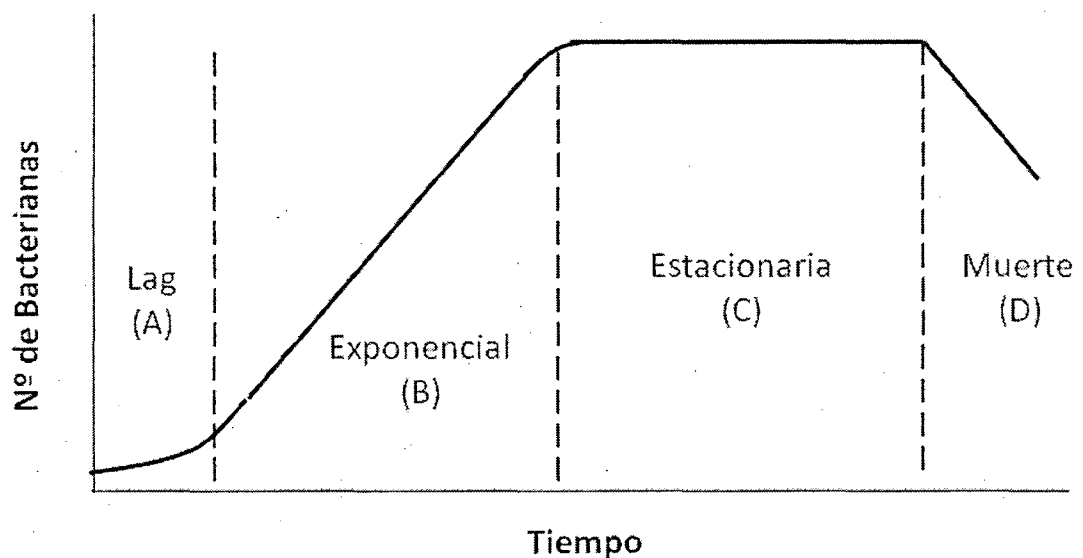 Nº de Bacterianas
Lag
(A)
Exponencial
(B)
Estacionaria
(C)
Muerte
(D)
Tiempo